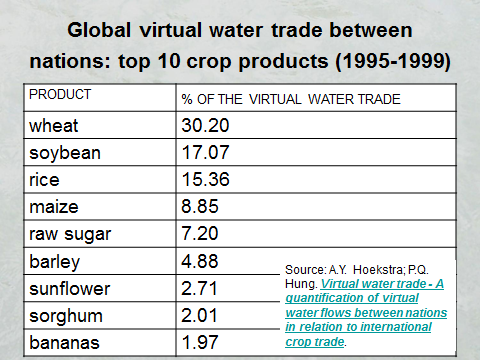 Global virtual water trade between
nations: top 10 crop products (1995-1999)
PRODUCT % OF THE VIRTUAL WATER TRADE
wheat 30.20
soybean 17.07
rice 15.36
maize 8.85
raw sugar 7.20
barley 4.88
sunflower 2.71
sorghum 2.01
bananas 1.97
Source: A.Y. Hoekstra; P.Q.
Hung. Virtual water trade - A
quantification of virtual
water flows between nations
in relation to international
crop trade.